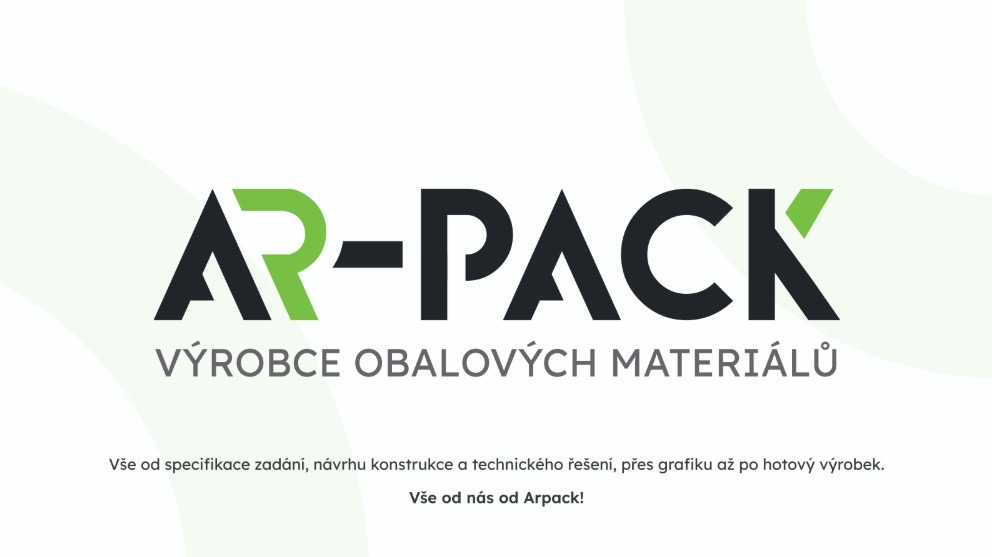 AR-PACK
VÝROBCE OBALOVÝCH MATERIÁLŮ
Vše od specifikace zadání, návrhu konstrukce a technického řešení, přes grafiku až po hotový výrobek.
Vše od nás od Arpack!